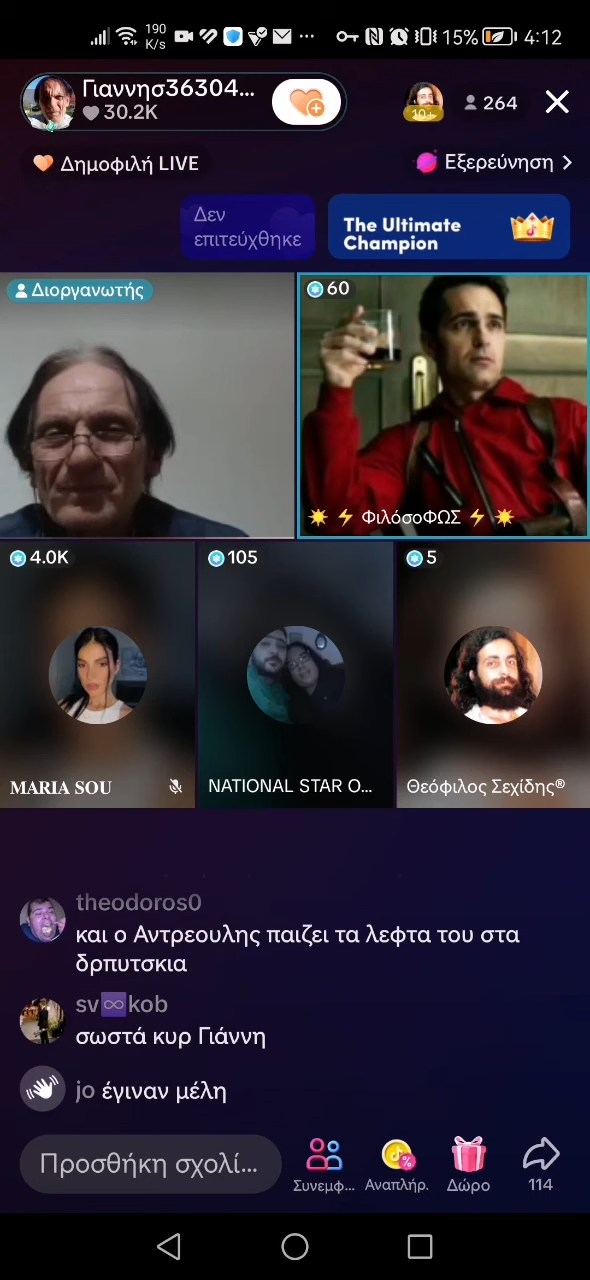 190
K/s
15%
4:12
Γιαννησ36304...
30.2K
10+
264
Δημοφιλή LIVE
Εξερεύνηση
Δεν
επιτεύχθηκε
The Ultimate
Champion
Διοργανωτής
60
ΦιλόσοΦΩΣ
4.0K
105
5
MARIA SOU
NATIONAL STAR O...
Θεόφιλος Σεχίδης®
theodoros0
και ο Αντρεουλης παιζει τα λεφτα του στα
δρπυτσκια
sv♾️kob
σωστά κυρ Γιάννη
jo έγιναν μέλη
Προσθήκη σχολί...
Συνεμφ...
Αναπλήρ.
Δώρο
114